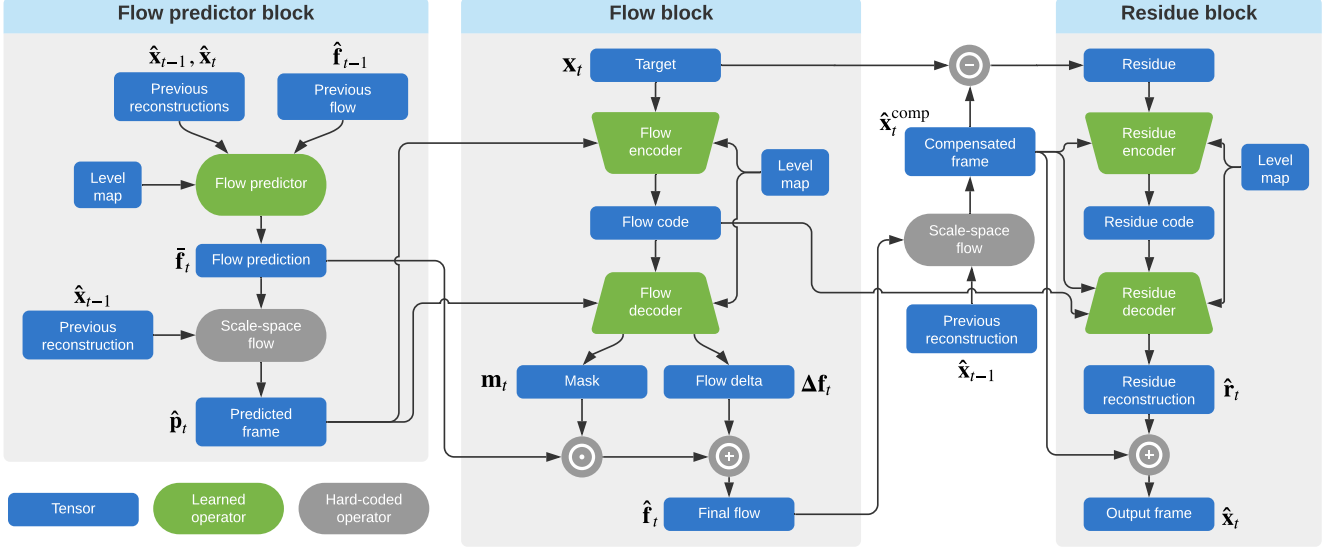 Flow predictor block
x̂ₜ₋₁, x̂ₜ
f̂ₜ₋₁
Previous
reconstructions
Previous
flow
Level
map
Flow predictor
f̄ₜ
Flow prediction
x̂ₜ₋₁
Previous
reconstruction
Scale-space
flow
p̂ₜ
Predicted
frame
Tensor
Learned
operator
Hard-coded
operator
Flow block
xₜ
Target
Flow
encoder
Level
map
Flow code
Flow
decoder
mₜ
Mask
Flow delta
Δfₜ
f̂ₜ
Final flow
−
x̂ₜᶜᵒᵐᵖ
Compensated
frame
Scale-space
flow
Previous
reconstruction
x̂ₜ₋₁
·
+
Residue block
Residue
Residue
encoder
Level
map
Residue code
Residue
decoder
Residue
reconstruction
r̂ₜ
+
Output frame
x̂ₜ